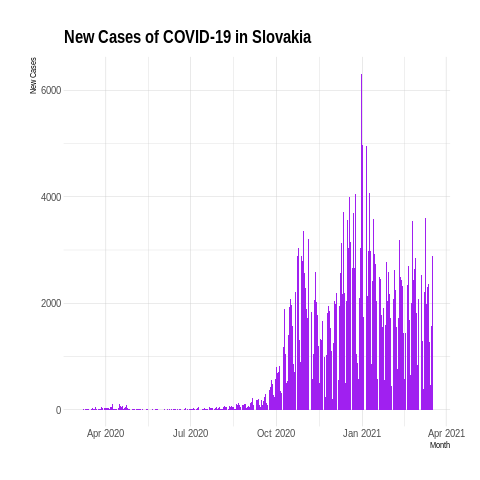 New Cases of COVID-19 in Slovakia
New Cases
6000
4000
2000
0
Apr 2020 Jul 2020 Oct 2020 Jan 2021 Apr 2021
Month